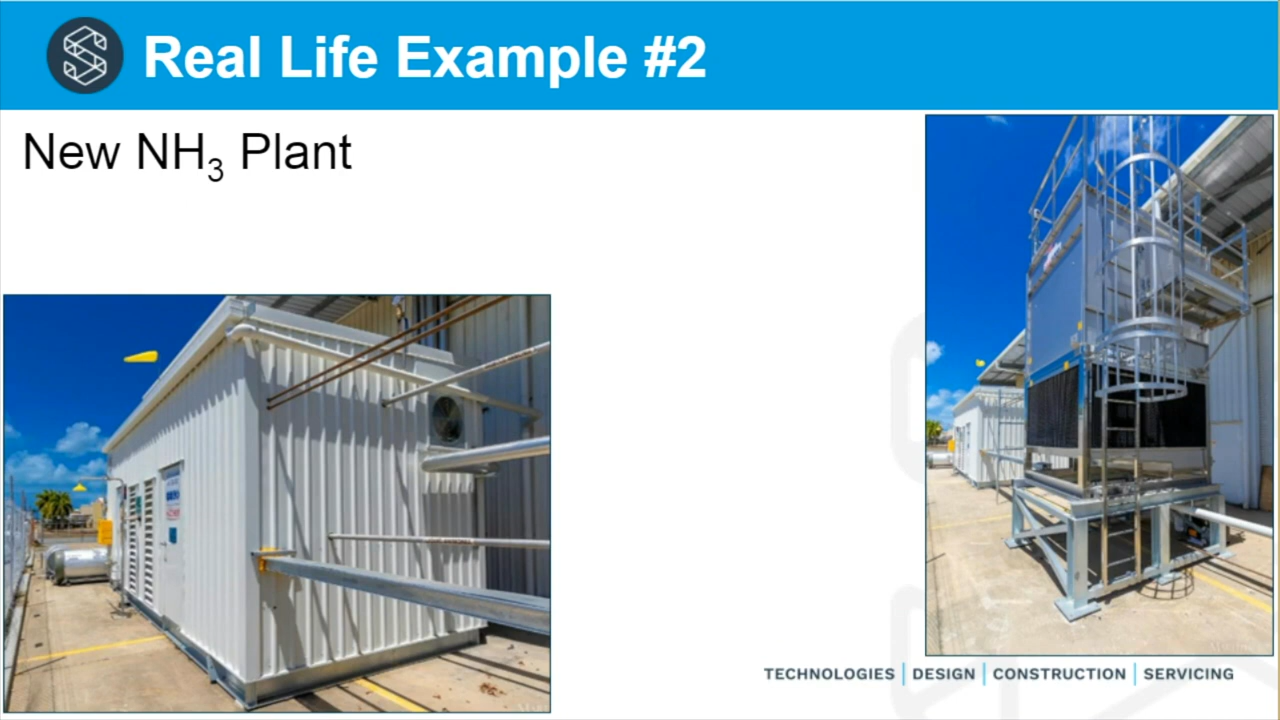 Real Life Example #2
New NH₃ Plant
TECHNOLOGIES | DESIGN | CONSTRUCTION | SERVICING